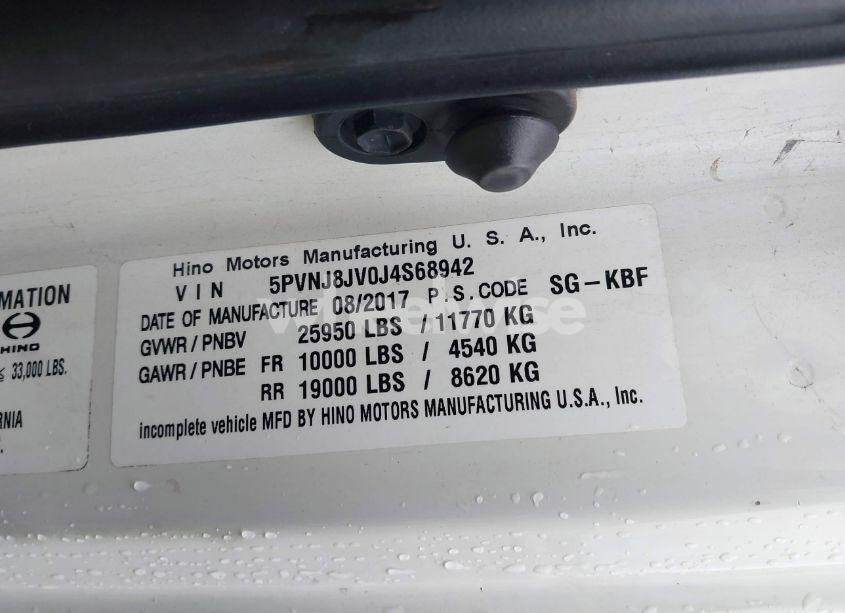 Hino Motors Manufacturing U. S. A., Inc.
VIN 5PVNJ8JV0J4S68942
DATE OF MANUFACTURE 08/2017 P.S.CODE SG-KBF
GVWR / PNBV 25950 LBS / 11770 KG
GAWR / PNBE FR 10000 LBS / 4540 KG
RR 19000 LBS / 8620 KG
incomplete vehicle MFD BY HINO MOTORS MANUFACTURING U.S.A., Inc.
MATION
HINO
≤ 33,000 LBS.
RNIA